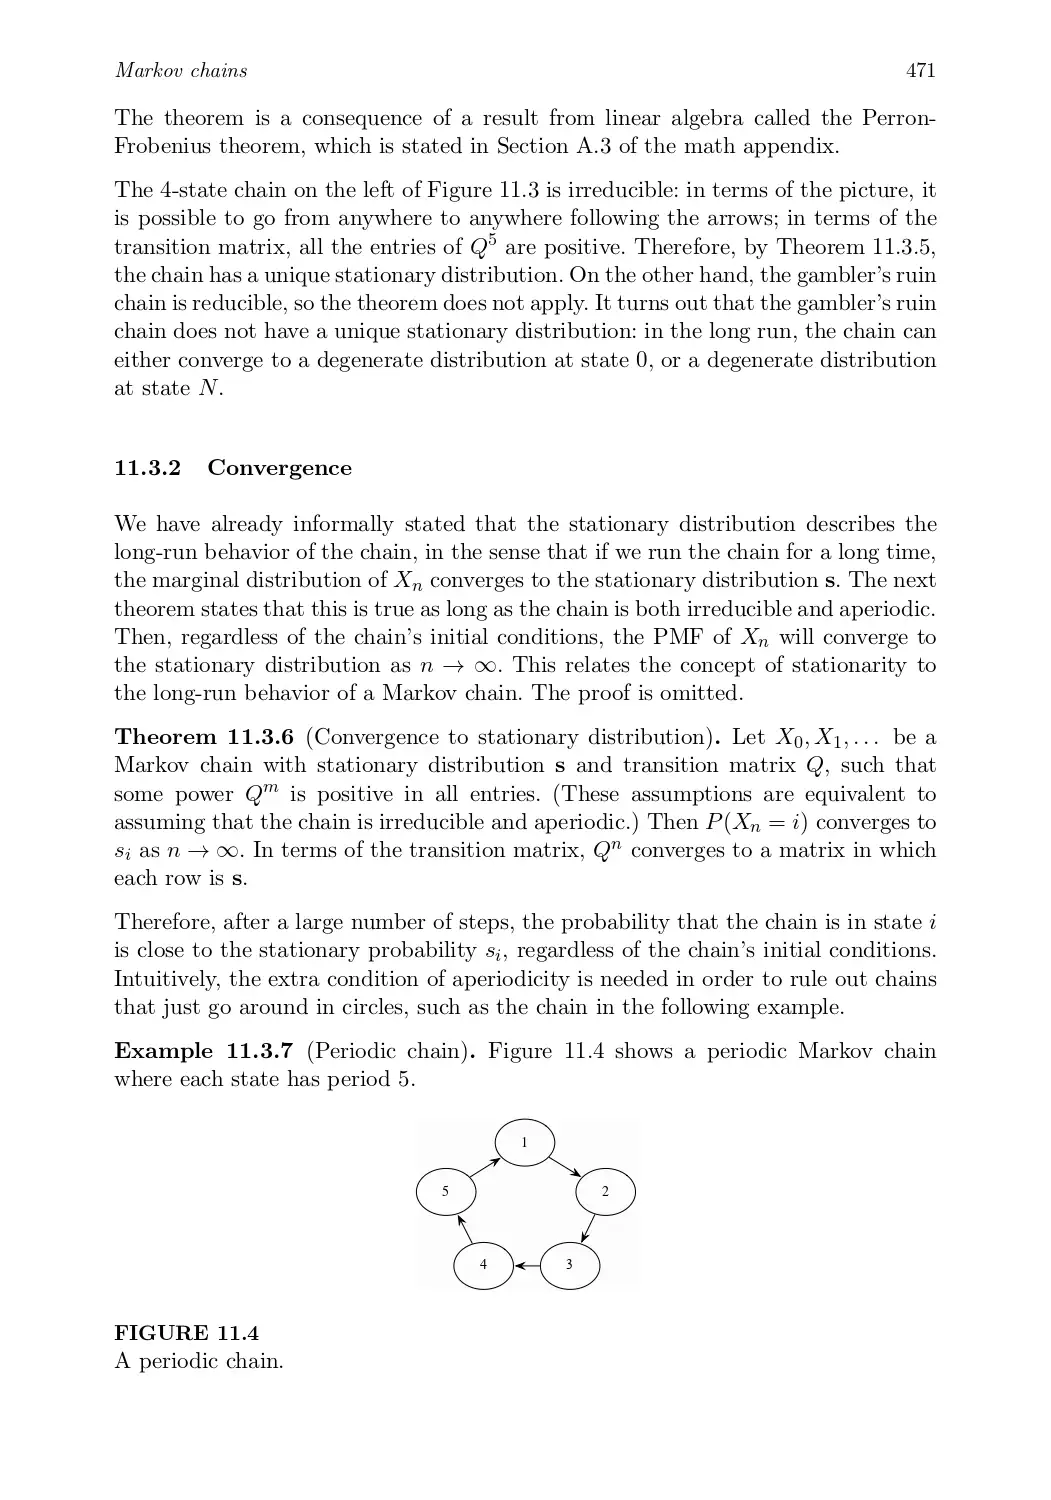 Markov chains 471
The theorem is a consequence of a result from linear algebra called the Perron-
Frobenius theorem, which is stated in Section A.3 of the math appendix.
The 4-state chain on the left of Figure 11.3 is irreducible: in terms of the picture, it
is possible to go from anywhere to anywhere following the arrows; in terms of the
transition matrix, all the entries of Q⁵ are positive. Therefore, by Theorem 11.3.5,
the chain has a unique stationary distribution. On the other hand, the gambler's ruin
chain is reducible, so the theorem does not apply. It turns out that the gambler's ruin
chain does not have a unique stationary distribution: in the long run, the chain can
either converge to a degenerate distribution at state 0, or a degenerate distribution
at state N.
11.3.2 Convergence
We have already informally stated that the stationary distribution describes the
long-run behavior of the chain, in the sense that if we run the chain for a long time,
the marginal distribution of Xₙ converges to the stationary distribution s. The next
theorem states that this is true as long as the chain is both irreducible and aperiodic.
Then, regardless of the chain's initial conditions, the PMF of Xₙ will converge to
the stationary distribution as n → ∞. This relates the concept of stationarity to
the long-run behavior of a Markov chain. The proof is omitted.
Theorem 11.3.6 (Convergence to stationary distribution). Let X₀, X₁, . . . be a
Markov chain with stationary distribution s and transition matrix Q, such that
some power Qᵐ is positive in all entries. (These assumptions are equivalent to
assuming that the chain is irreducible and aperiodic.) Then P(Xₙ = i) converges to
sᵢ as n → ∞. In terms of the transition matrix, Qⁿ converges to a matrix in which
each row is s.
Therefore, after a large number of steps, the probability that the chain is in state i
is close to the stationary probability sᵢ, regardless of the chain's initial conditions.
Intuitively, the extra condition of aperiodicity is needed in order to rule out chains
that just go around in circles, such as the chain in the following example.
Example 11.3.7 (Periodic chain). Figure 11.4 shows a periodic Markov chain
where each state has period 5.
1
5 2
4 3
FIGURE 11.4
A periodic chain.